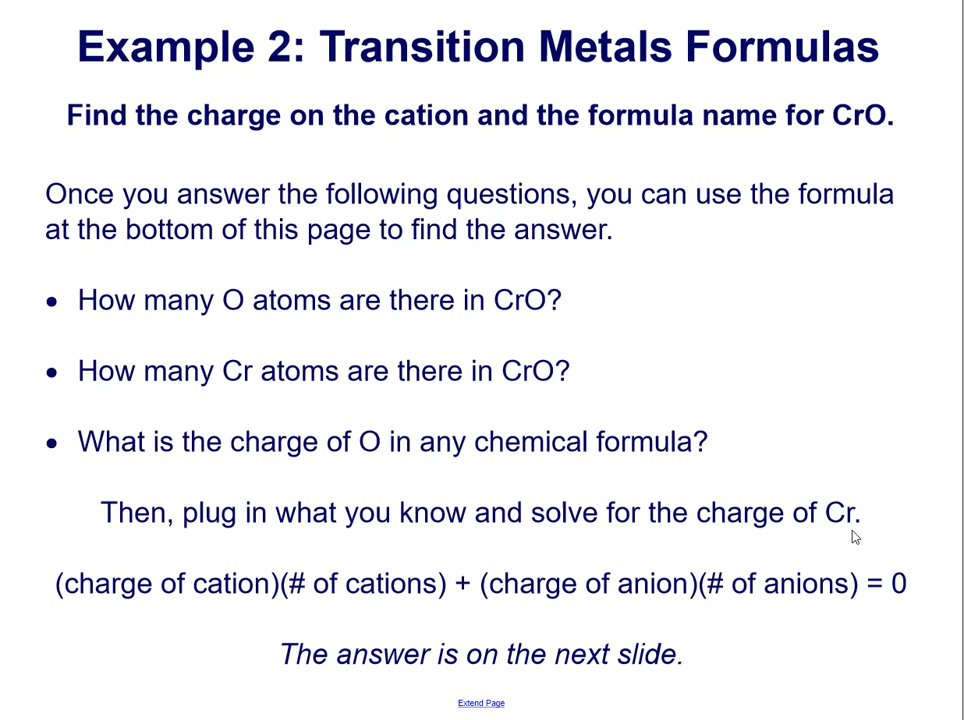 Example 2: Transition Metals Formulas
Find the charge on the cation and the formula name for CrO.
Once you answer the following questions, you can use the formula
at the bottom of this page to find the answer.
• How many O atoms are there in CrO?
• How many Cr atoms are there in CrO?
• What is the charge of O in any chemical formula?
Then, plug in what you know and solve for the charge of Cr.
(charge of cation)(# of cations) + (charge of anion)(# of anions) = 0
The answer is on the next slide.
Extend Page